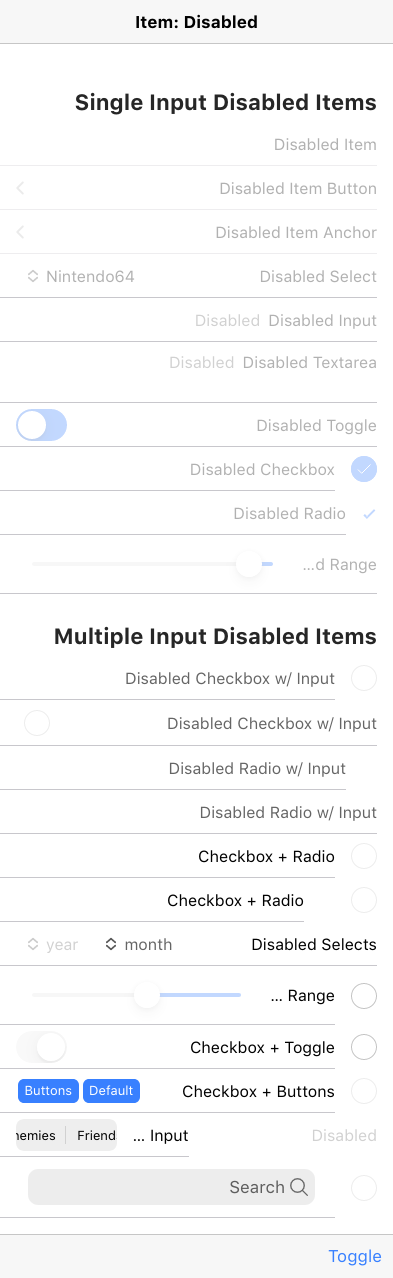 Item: Disabled
Single Input Disabled Items
Disabled Item
Disabled Item Button
Disabled Item Anchor
Disabled Select Nintendo64
Disabled Input Disabled
Disabled Textarea Disabled
Disabled Toggle
Disabled Checkbox
Disabled Radio
...d Range
Multiple Input Disabled Items
Disabled Checkbox w/ Input
Disabled Checkbox w/ Input
Disabled Radio w/ Input
Disabled Radio w/ Input
Checkbox + Radio
Checkbox + Radio
Disabled Selects month year
... Range
Checkbox + Toggle
Checkbox + Buttons Default Buttons
Disabled ... Input Friend nemies
Search
Toggle